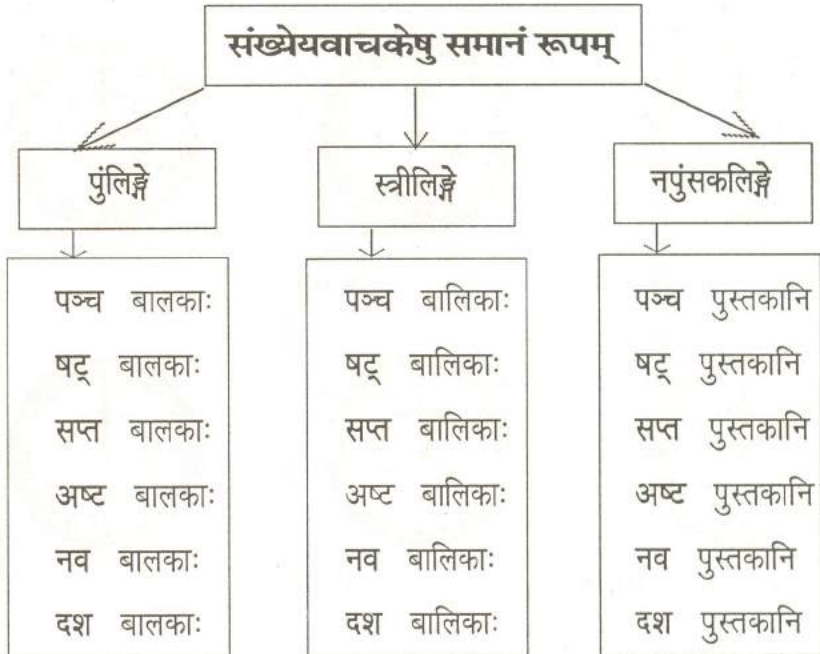 संख्येयवाचकेषु समानं रूपम्
पुंलिङ्गे
स्त्रीलिङ्गे
नपुंसकलिङ्गे
पञ्च बालकाः
षट् बालकाः
सप्त बालकाः
अष्ट बालकाः
नव बालकाः
दश बालकाः
पञ्च बालिकाः
षट् बालिकाः
सप्त बालिकाः
अष्ट बालिकाः
नव बालिकाः
दश बालिकाः
पञ्च पुस्तकानि
षट् पुस्तकानि
सप्त पुस्तकानि
अष्ट पुस्तकानि
नव पुस्तकानि
दश पुस्तकानि